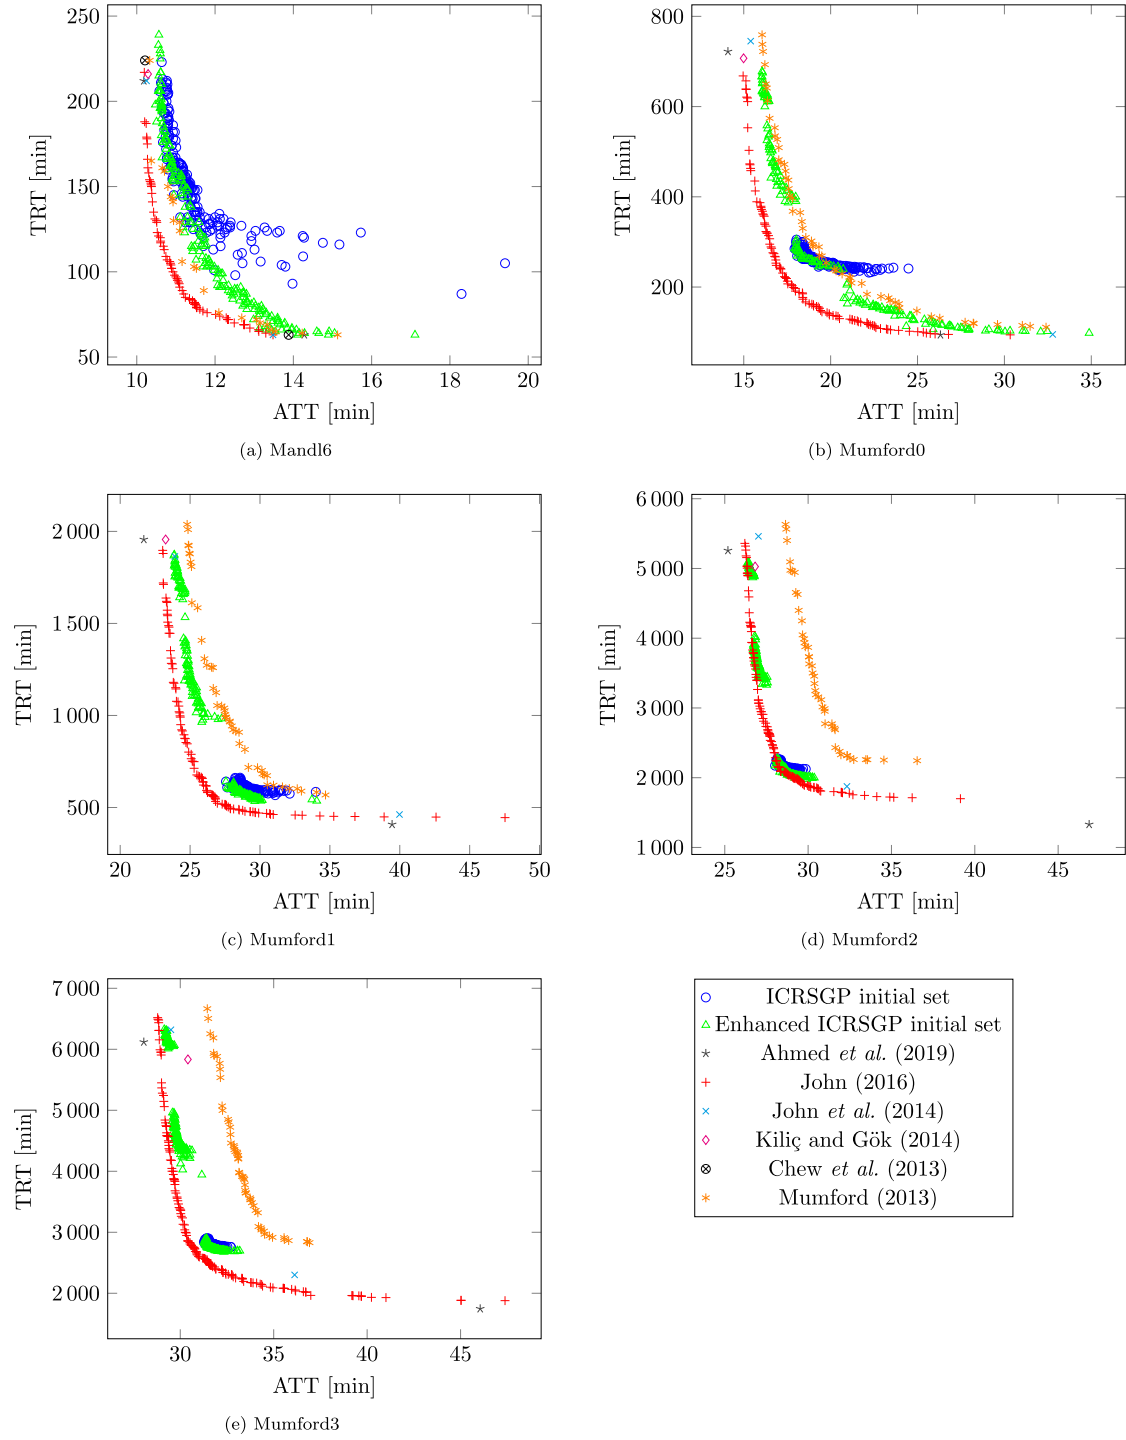 250
200
150
100
50
TRT [min]
10
12
14
16
18
20
ATT [min]
(a) Mandl6
800
600
400
200
TRT [min]
15
20
25
30
35
ATT [min]
(b) Mumford0
2 000
1 500
1 000
500
TRT [min]
20
25
30
35
40
45
50
ATT [min]
(c) Mumford1
6 000
5 000
4 000
3 000
2 000
1 000
TRT [min]
25
30
35
40
45
ATT [min]
(d) Mumford2
7 000
6 000
5 000
4 000
3 000
2 000
TRT [min]
30
35
40
45
ATT [min]
(e) Mumford3
ICRSGP initial set
Enhanced ICRSGP initial set
Ahmed et al. (2019)
John (2016)
John et al. (2014)
Kiliç and Gök (2014)
Chew et al. (2013)
Mumford (2013)